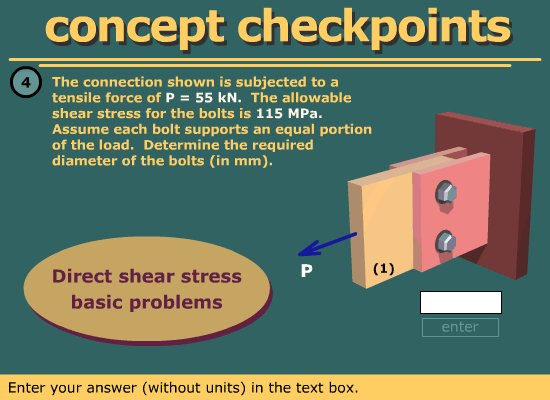 concept checkpoints
4
The connection shown is subjected to a
tensile force of P = 55 kN. The allowable
shear stress for the bolts is 115 MPa.
Assume each bolt supports an equal portion
of the load. Determine the required
diameter of the bolts (in mm).
P
(1)
Direct shear stress
basic problems
enter
Enter your answer (without units) in the text box.